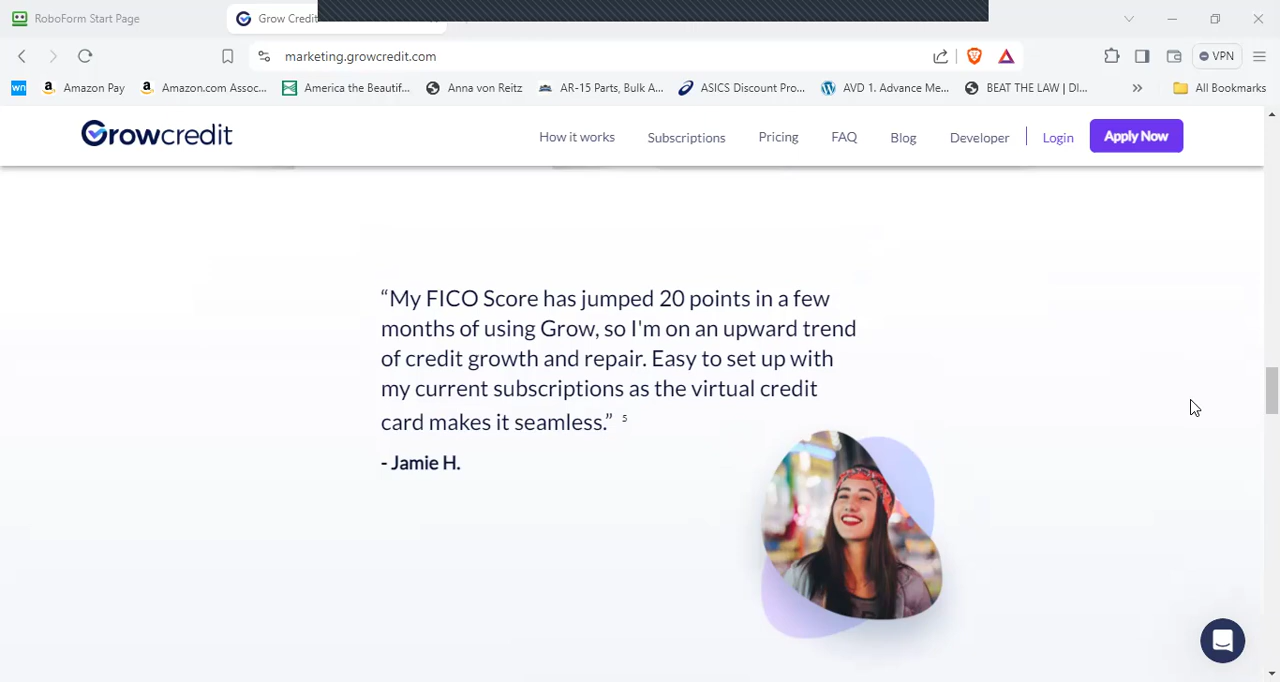 RoboForm Start Page
Grow Credit
marketing.growcredit.com
VPN
wn
Amazon Pay
Amazon.com Assoc...
America the Beautif...
Anna von Reitz
AR-15 Parts, Bulk A...
ASICS Discount Pro...
AVD 1. Advance Me...
BEAT THE LAW | DI...
»
All Bookmarks
Growcredit
How it works
Subscriptions
Pricing
FAQ
Blog
Developer
Login
Apply Now
“My FICO Score has jumped 20 points in a few
months of using Grow, so I'm on an upward trend
of credit growth and repair. Easy to set up with
my current subscriptions as the virtual credit
card makes it seamless.” 5
- Jamie H.